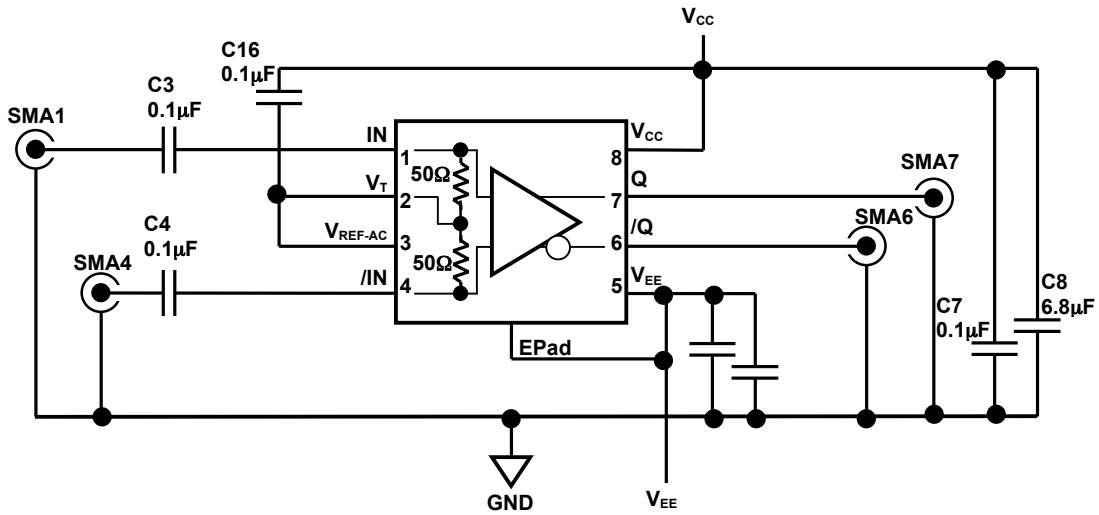 VCC
C16
0.1µF
C3
0.1µF
SMA1
IN
VCC
1
50Ω
8
SMA7
VT
Q
2
7
SMA6
C4
0.1µF
VREF-AC
/Q
3
6
50Ω
SMA4
/IN
VEE
4
5
C8
6.8µF
C7
0.1µF
EPad
GND
VEE